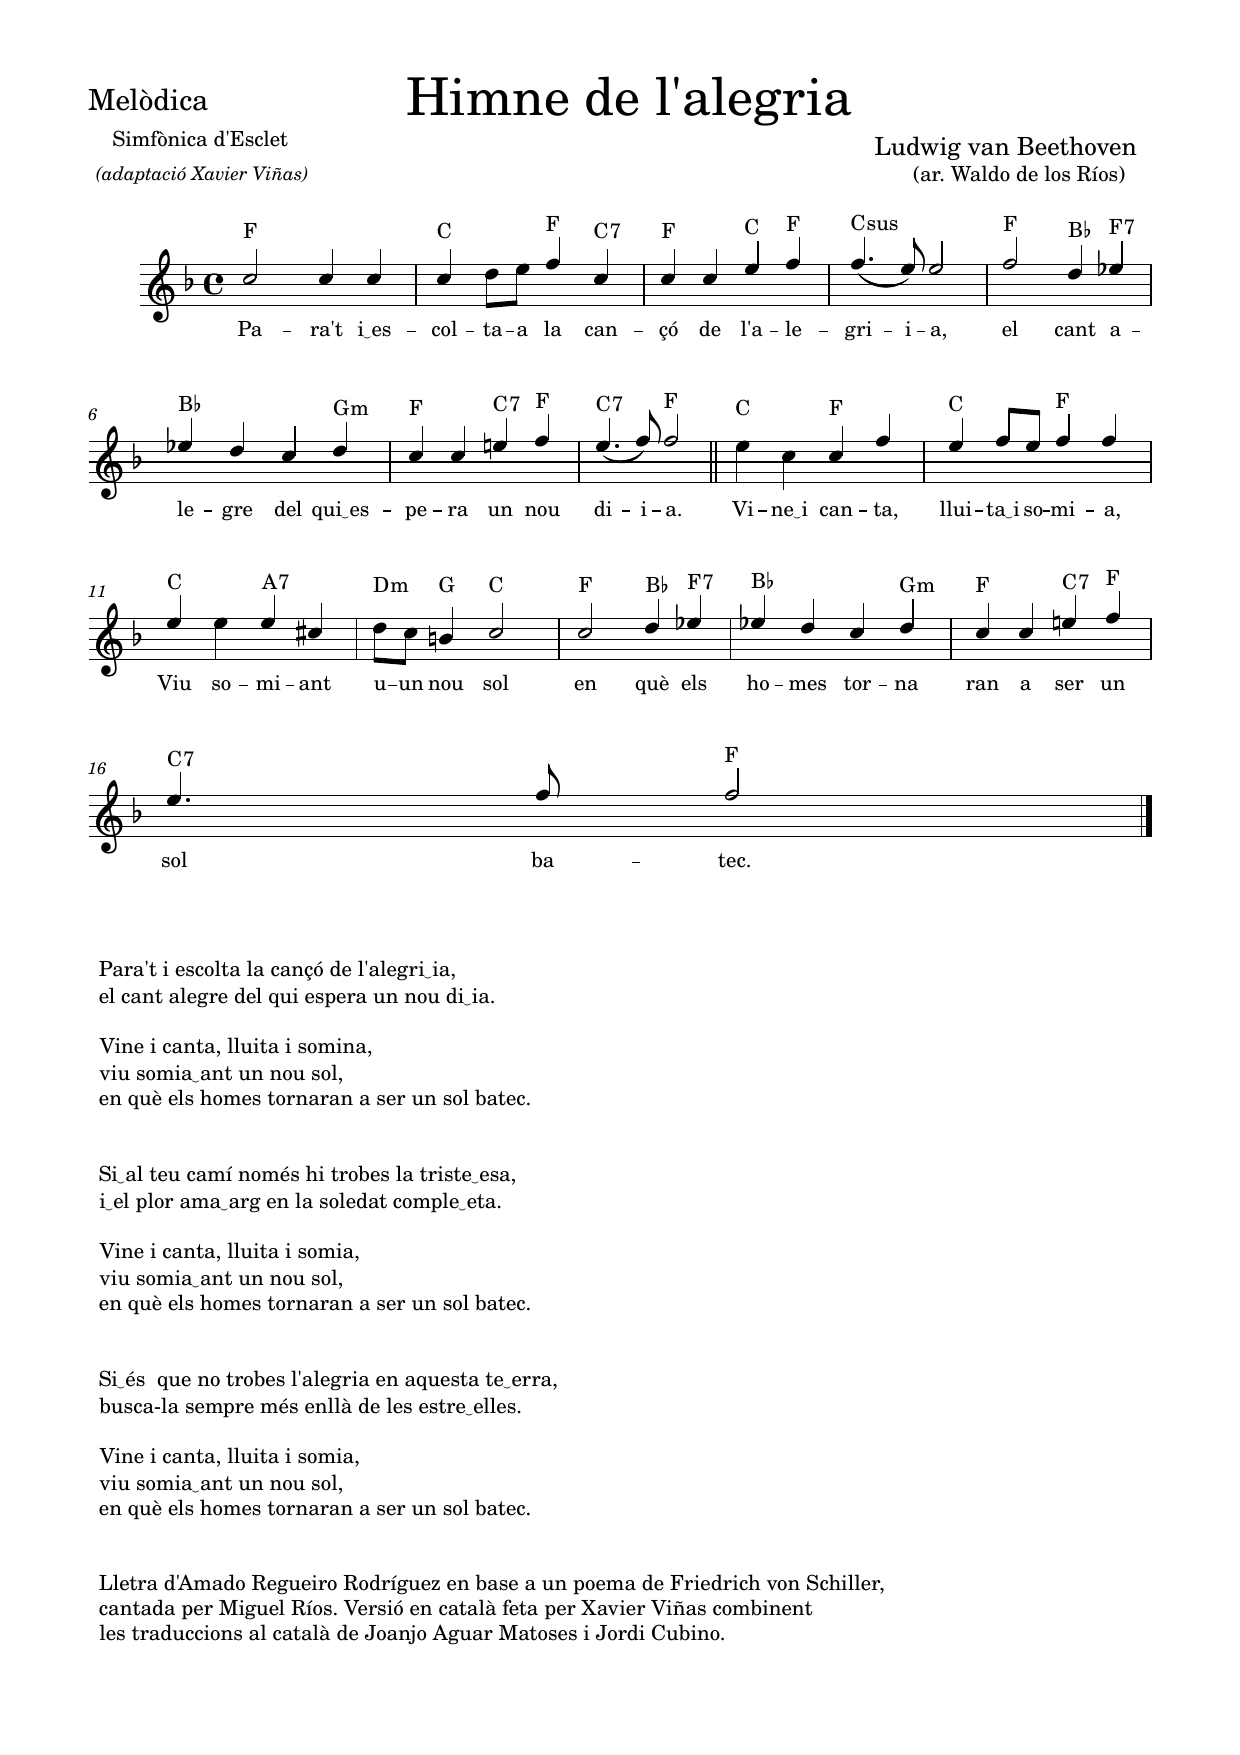 Himne de l'alegria
Melòdica
Simfònica d'Esclet
(adaptació Xavier Viñas)
Ludwig van Beethoven
(ar. Waldo de los Ríos)
F C F C7 F C F Csus F B♭ F7
Pa – ra't i‿es – col – ta – a la can – çó de l'a – le – gri – i – a, el cant a –
6
B♭ Gm F C7 F C7 F C F C F
le – gre del qui‿es – pe – ra un nou di – i – a. Vi – ne‿i can – ta, llui – ta‿i – so – mi – a,
11
C A7 Dm G C F B♭ F7 B♭ Gm F C7 F
Viu so – mi – ant u – un nou sol en què els ho – mes tor – na ran a ser un
16
C7 F
sol ba – tec.
Para't i escolta la cançó de l'alegri‿ia,
el cant alegre del qui espera un nou di‿ia.
Vine i canta, lluita i somina,
viu somia‿ant un nou sol,
en què els homes tornaran a ser un sol batec.
Si‿al teu camí només hi trobes la triste‿esa,
i‿el plor ama‿arg en la soledat comple‿eta.
Vine i canta, lluita i somia,
viu somia‿ant un nou sol,
en què els homes tornaran a ser un sol batec.
Si‿és  que no trobes l'alegria en aquesta te‿erra,
busca-la sempre més enllà de les estre‿elles.
Vine i canta, lluita i somia,
viu somia‿ant un nou sol,
en què els homes tornaran a ser un sol batec.
Lletra d'Amado Regueiro Rodríguez en base a un poema de Friedrich von Schiller,
cantada per Miguel Ríos. Versió en català feta per Xavier Viñas combinent
les traduccions al català de Joanjo Aguar Matoses i Jordi Cubino.